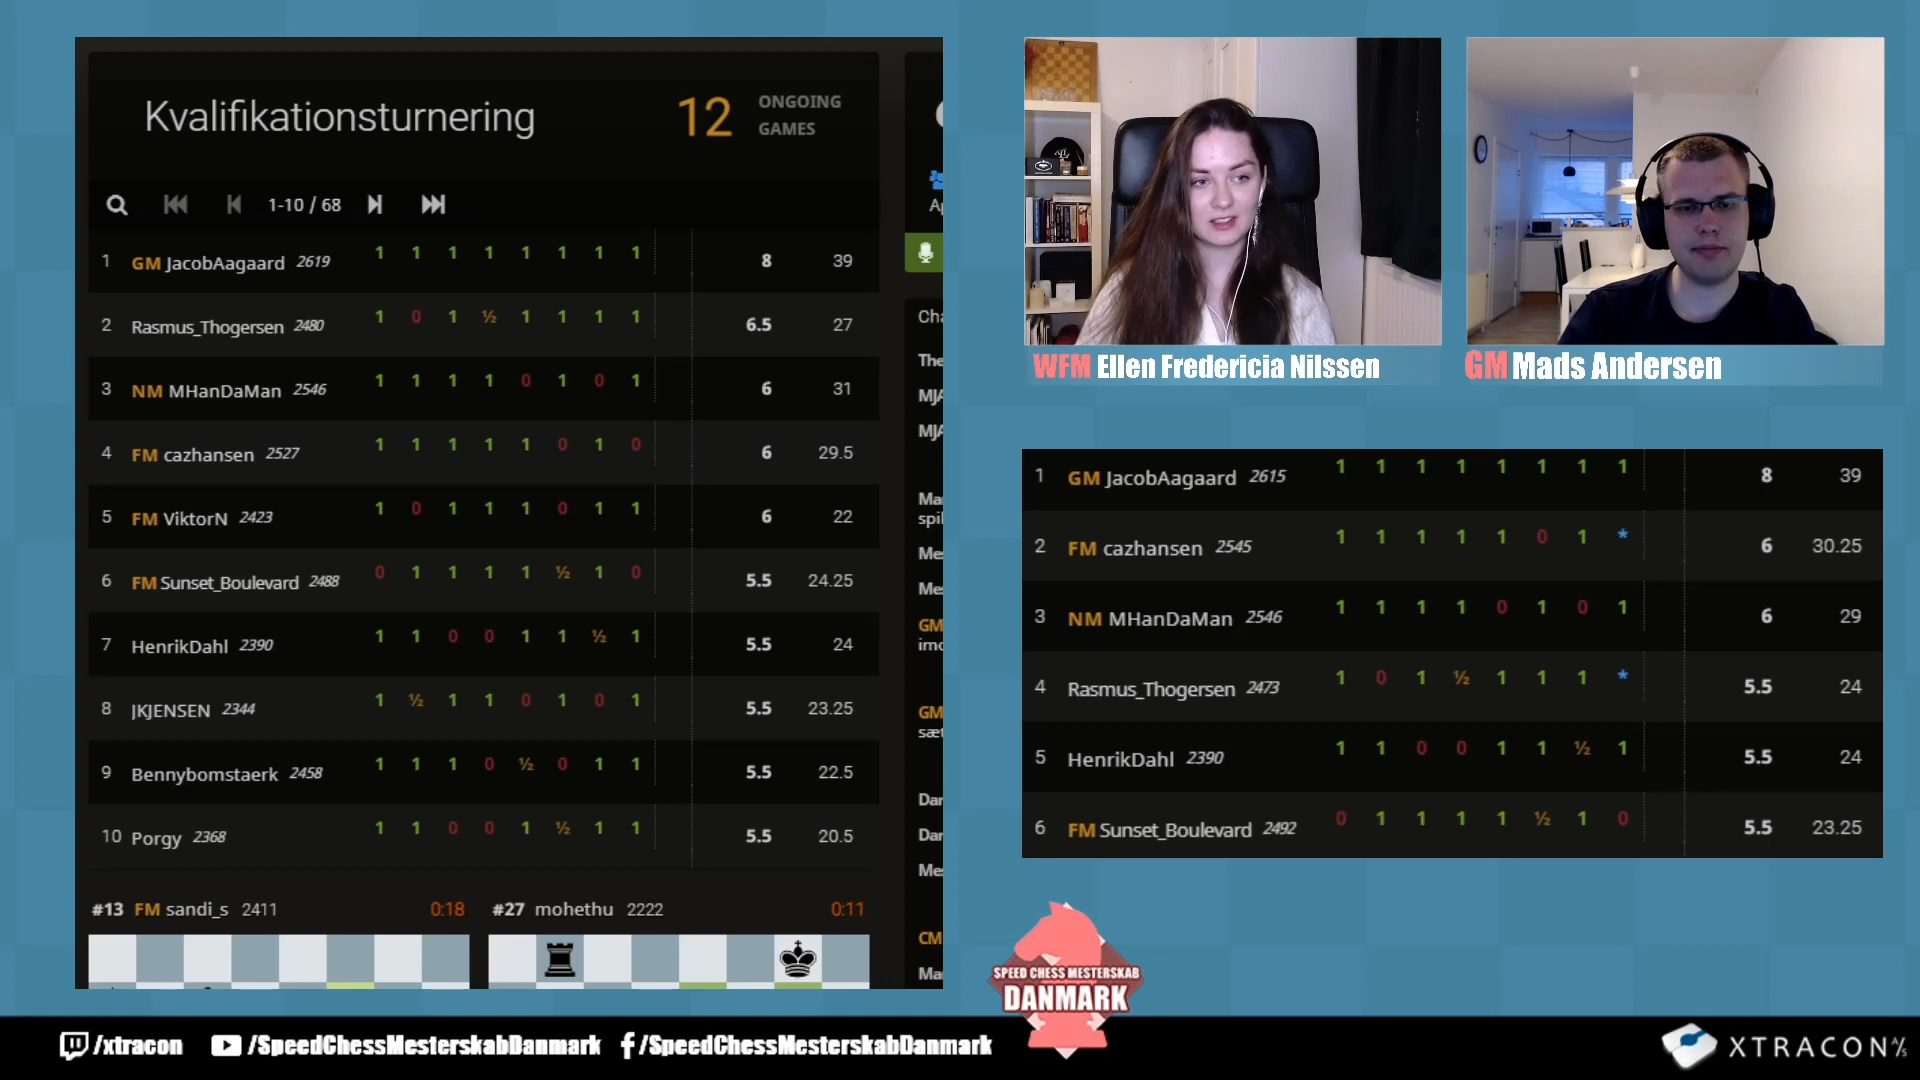 Kvalifikationsturnering
12 ONGOING GAMES
1-10 / 68
1 GM JacobAagaard 2619 1 1 1 1 1 1 1 1 8 39
2 Rasmus_Thogersen 2480 1 0 1 ½ 1 1 1 1 6.5 27
3 NM MHanDaMan 2546 1 1 1 1 0 1 0 1 6 31
4 FM cazhansen 2527 1 1 1 1 1 0 1 0 6 29.5
5 FM ViktorN 2423 1 0 1 1 1 0 1 1 6 22
6 FM Sunset_Boulevard 2488 0 1 1 1 1 ½ 1 0 5.5 24.25
7 HenrikDahl 2390 1 1 0 0 1 1 ½ 1 5.5 24
8 JKJENSEN 2344 1 ½ 1 1 0 1 0 1 5.5 23.25
9 Bennybomstaerk 2458 1 1 1 0 ½ 0 1 1 5.5 22.5
10 Porgy 2368 1 1 0 0 1 ½ 1 1 5.5 20.5
#13 FM sandi_s 2411 0:18
#27 mohethu 2222 0:11
GM
GM
CM
WFM Ellen Fredericia Nilssen
GM Mads Andersen
1 GM JacobAagaard 2615 1 1 1 1 1 1 1 1 8 39
2 FM cazhansen 2545 1 1 1 1 1 0 1 * 6 30.25
3 NM MHanDaMan 2546 1 1 1 1 0 1 0 1 6 29
4 Rasmus_Thogersen 2473 1 0 1 ½ 1 1 1 * 5.5 24
5 HenrikDahl 2390 1 1 0 0 1 1 ½ 1 5.5 24
6 FM Sunset_Boulevard 2492 0 1 1 1 1 ½ 1 0 5.5 23.25
SPEED CHESS MESTERSKAB
DANMARK
/xtracon
/SpeedChessMesterskabDanmark
/SpeedChessMesterskabDanmark
XTRACON A/S